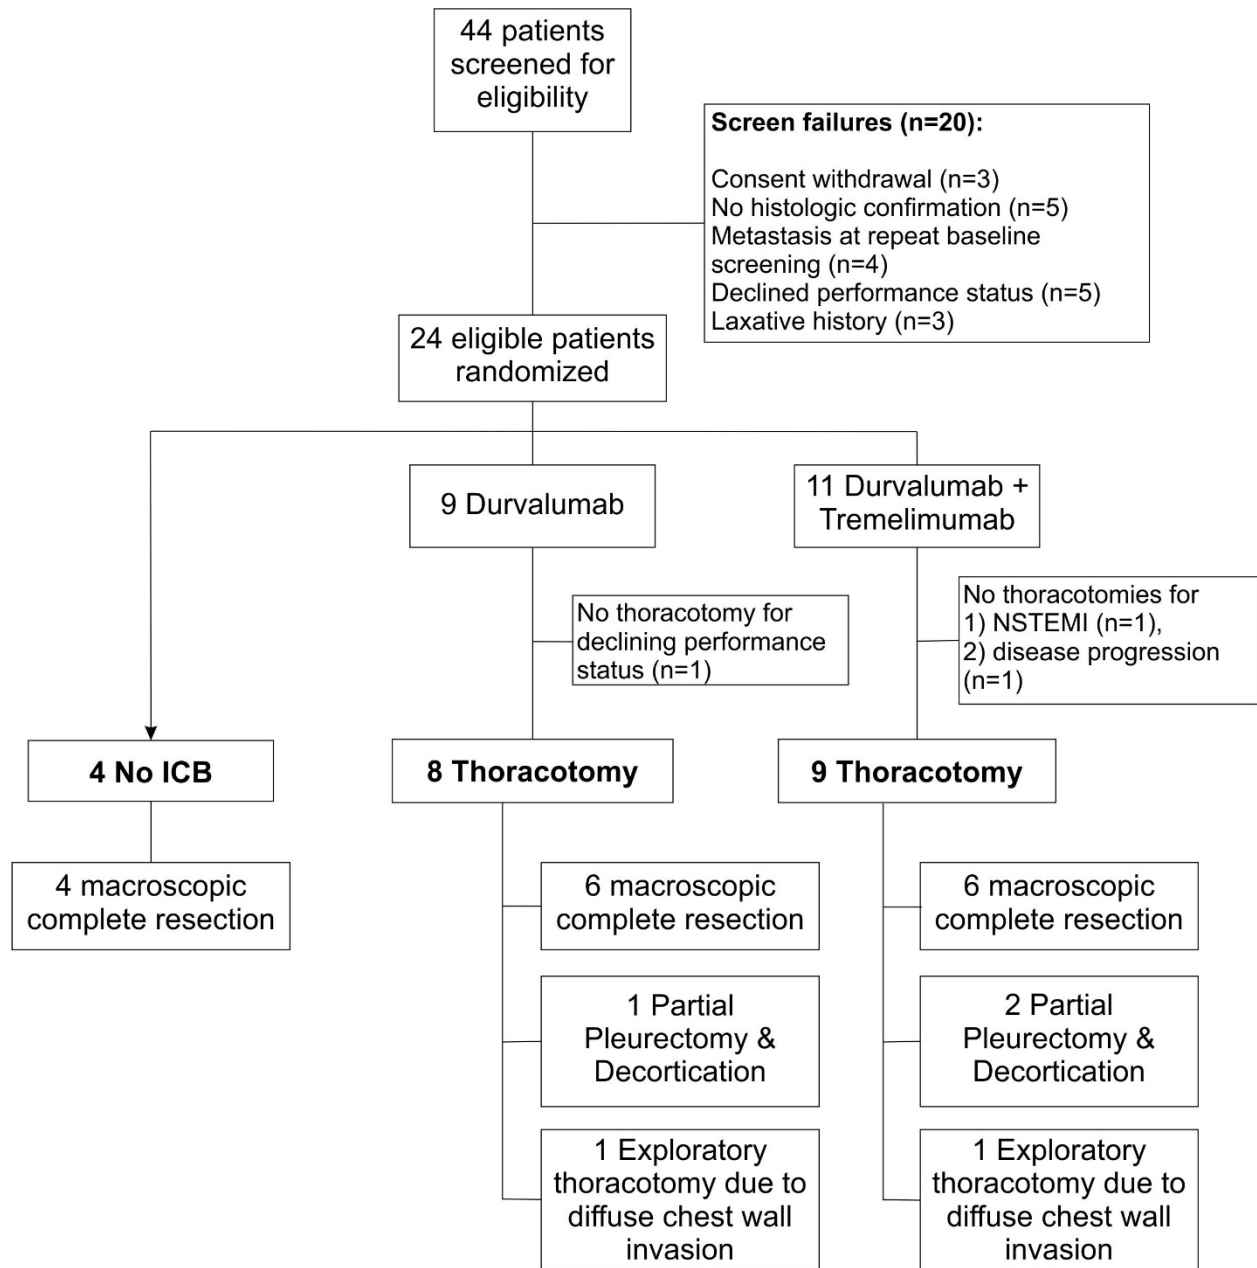 44 patients
screened for
eligibility
Screen failures (n=20):
Consent withdrawal (n=3)
No histologic confirmation (n=5)
Metastasis at repeat baseline
screening (n=4)
Declined performance status (n=5)
Laxative history (n=3)
24 eligible patients
randomized
9 Durvalumab
11 Durvalumab +
Tremelimumab
No thoracotomy for
declining performance
status (n=1)
No thoracotomies for
1) NSTEMI (n=1),
2) disease progression
(n=1)
4 No ICB
8 Thoracotomy
9 Thoracotomy
4 macroscopic
complete resection
6 macroscopic
complete resection
6 macroscopic
complete resection
1 Partial
Pleurectomy &
Decortication
2 Partial
Pleurectomy &
Decortication
1 Exploratory
thoracotomy due to
diffuse chest wall
invasion
1 Exploratory
thoracotomy due to
diffuse chest wall
invasion